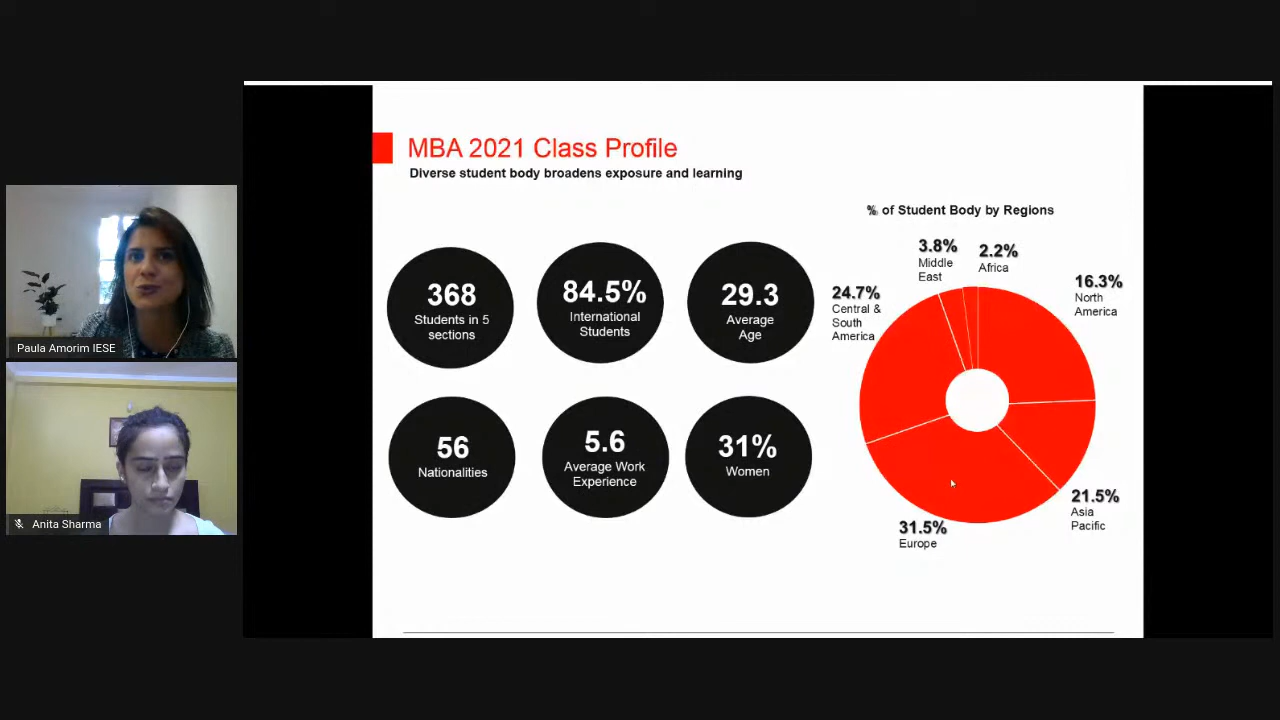 MBA 2021 Class Profile
Diverse student body broadens exposure and learning
% of Student Body by Regions
368
Students in 5
sections
84.5%
International
Students
29.3
Average
Age
56
Nationalities
5.6
Average Work
Experience
31%
Women
3.8%
Middle
East
2.2%
Africa
16.3%
North
America
24.7%
Central &
South
America
21.5%
Asia
Pacific
31.5%
Europe
Paula Amorim IESE
Anita Sharma